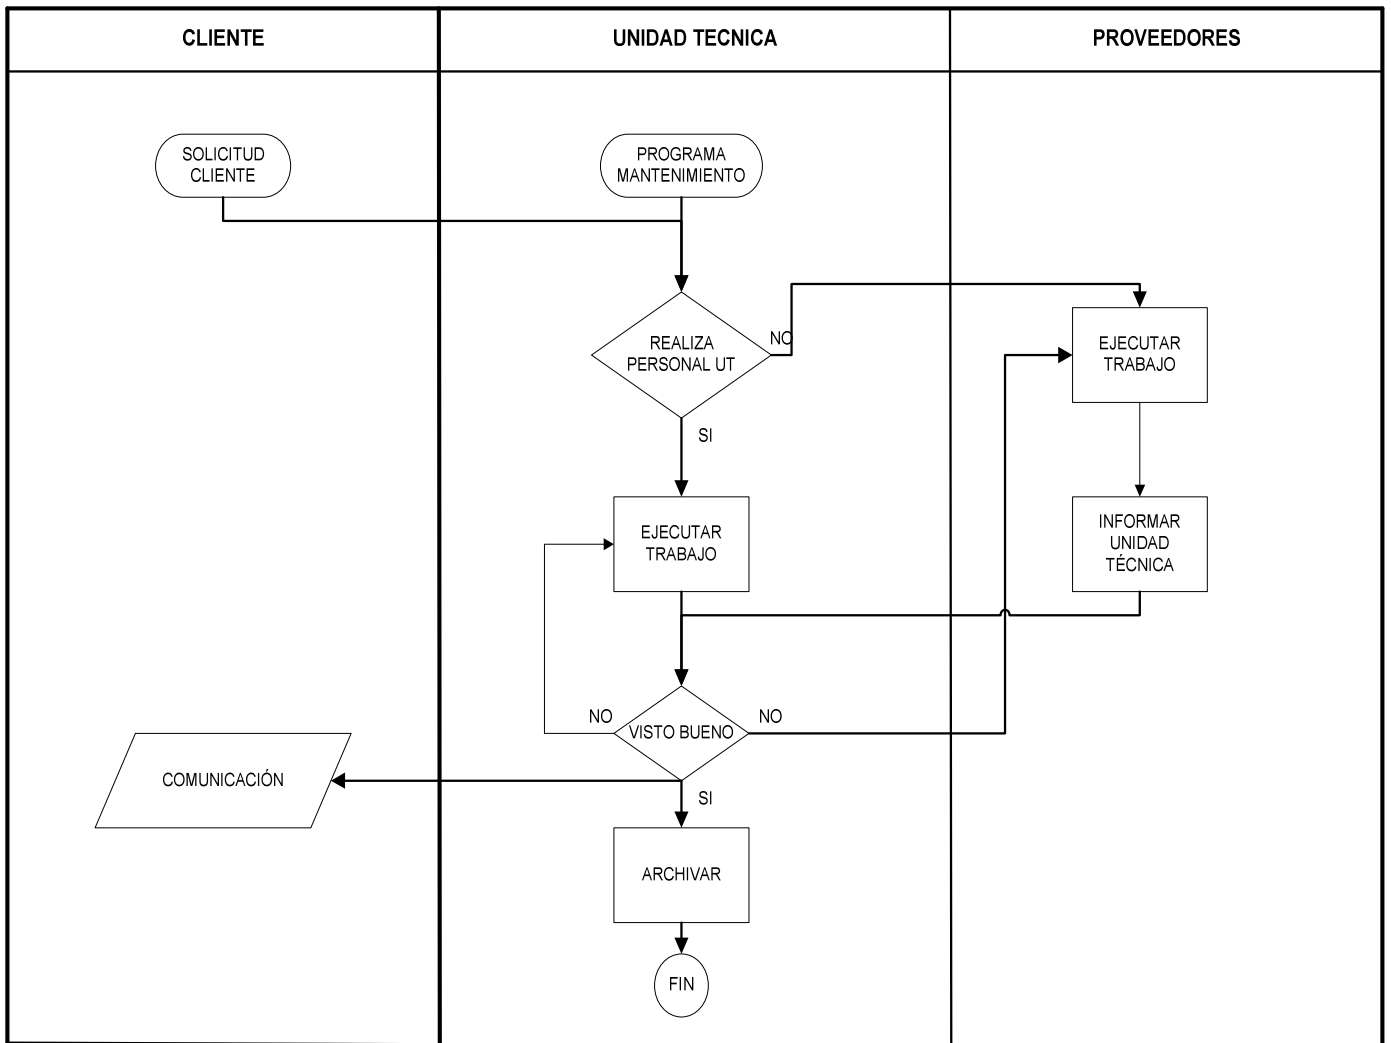 CLIENTE
UNIDAD TECNICA
PROVEEDORES
SOLICITUD
CLIENTE
PROGRAMA
MANTENIMIENTO
REALIZA
PERSONAL UT
NO
EJECUTAR
TRABAJO
SI
EJECUTAR
TRABAJO
INFORMAR
UNIDAD
TÉCNICA
NO
VISTO BUENO
NO
COMUNICACIÓN
SI
ARCHIVAR
FIN